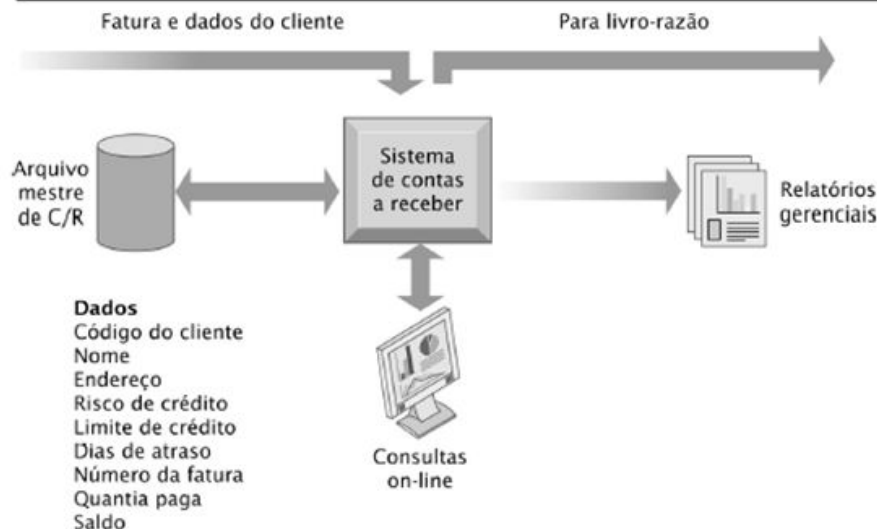 Fatura e dados do cliente
Para livro-razão
Arquivo
mestre
de C/R
Sistema
de contas
a receber
Relatórios
gerenciais
Dados
Código do cliente
Nome
Endereço
Risco de crédito
Limite de crédito
Dias de atraso
Número da fatura
Quantia paga
Saldo
Consultas
on-line